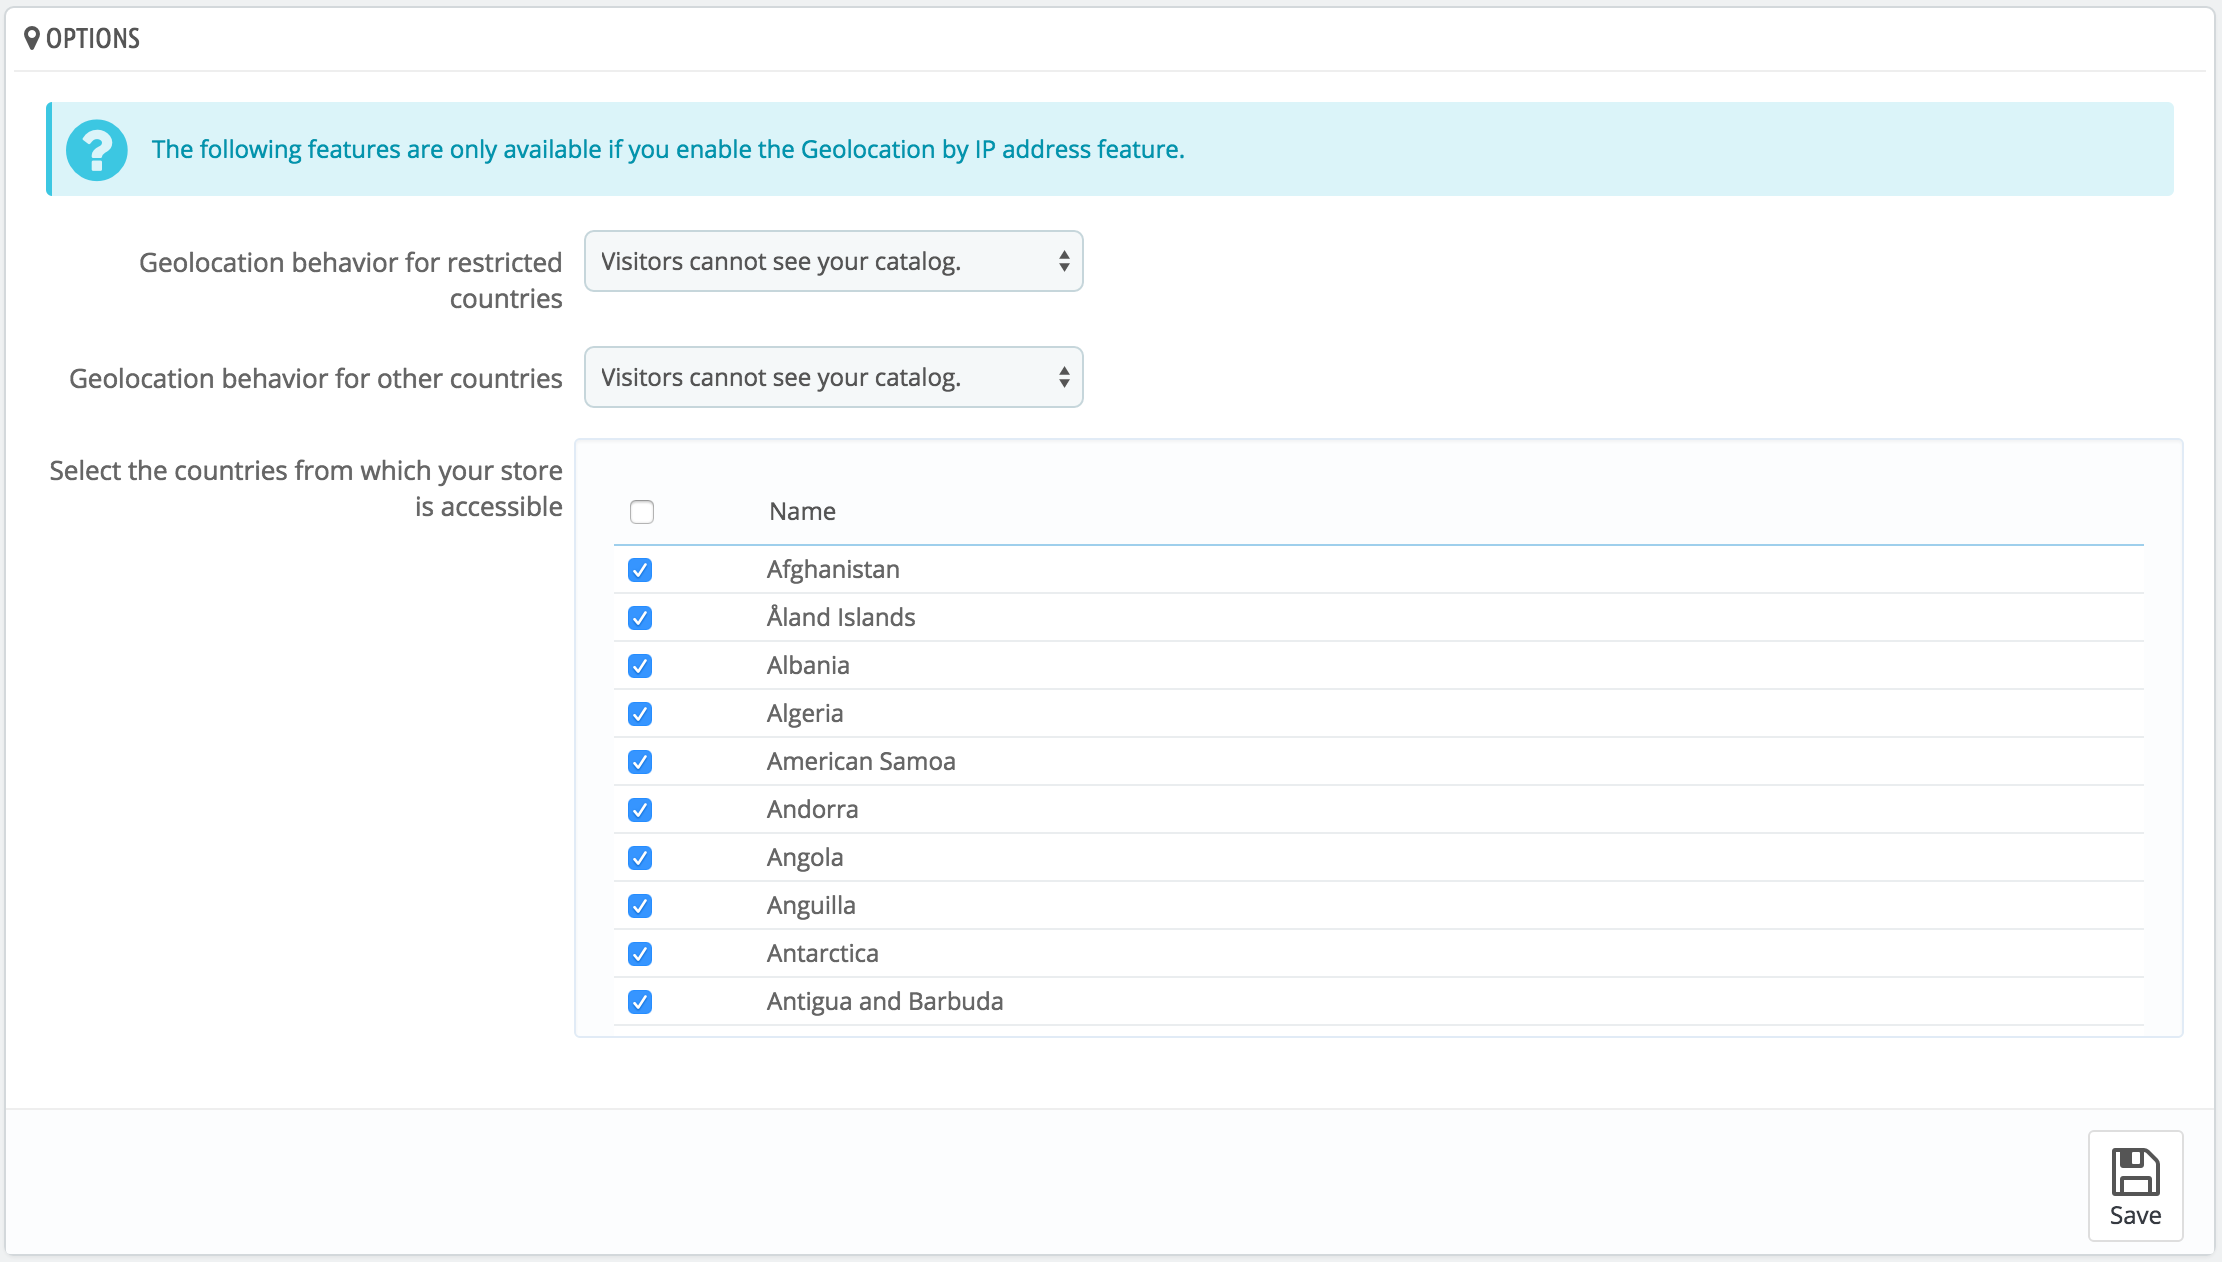 OPTIONS
The following features are only available if you enable the Geolocation by IP address feature.
Geolocation behavior for restricted
countries
Visitors cannot see your catalog.
Geolocation behavior for other countries
Visitors cannot see your catalog.
Select the countries from which your store
is accessible
Name
Afghanistan
Åland Islands
Albania
Algeria
American Samoa
Andorra
Angola
Anguilla
Antarctica
Antigua and Barbuda
Save